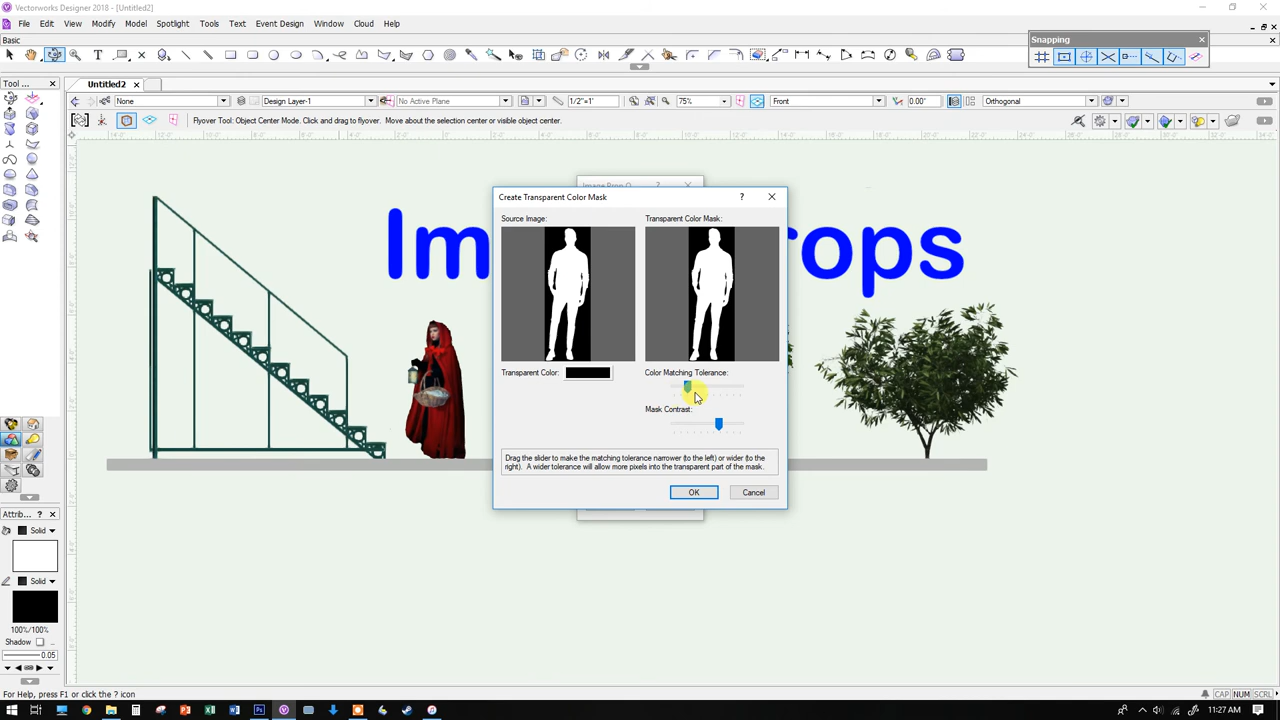 Vectorworks Designer 2018 - [Untitled2]
File Edit View Model Spotlight Tools Text Event Design Window Cloud Help
Basic
Snapping
Tool ...
Untitled2
None
Design Layer-1
No Active Plane
1/2"=1'
75%
Front
0.00°
Orthogonal
Flyover Tool: Object Center Mode. Click and drag to flyover. Move about the selection center or visible object center.
Im
rops
Create Transparent Color Mask
Source Image:
Transparent Color Mask:
Transparent Color:
Color Matching Tolerance:
Mask Contrast:
Drag the slider to make the matching tolerance narrower (to the left) or wider (to the
right). A wider tolerance will allow more pixels into the transparent part of the mask.
OK
Cancel
Attrib...
Solid
Solid
100%/100%
Shadow
0.05
For Help, press F1 or click the ? icon
CAP NUM SCRL
11:27 AM